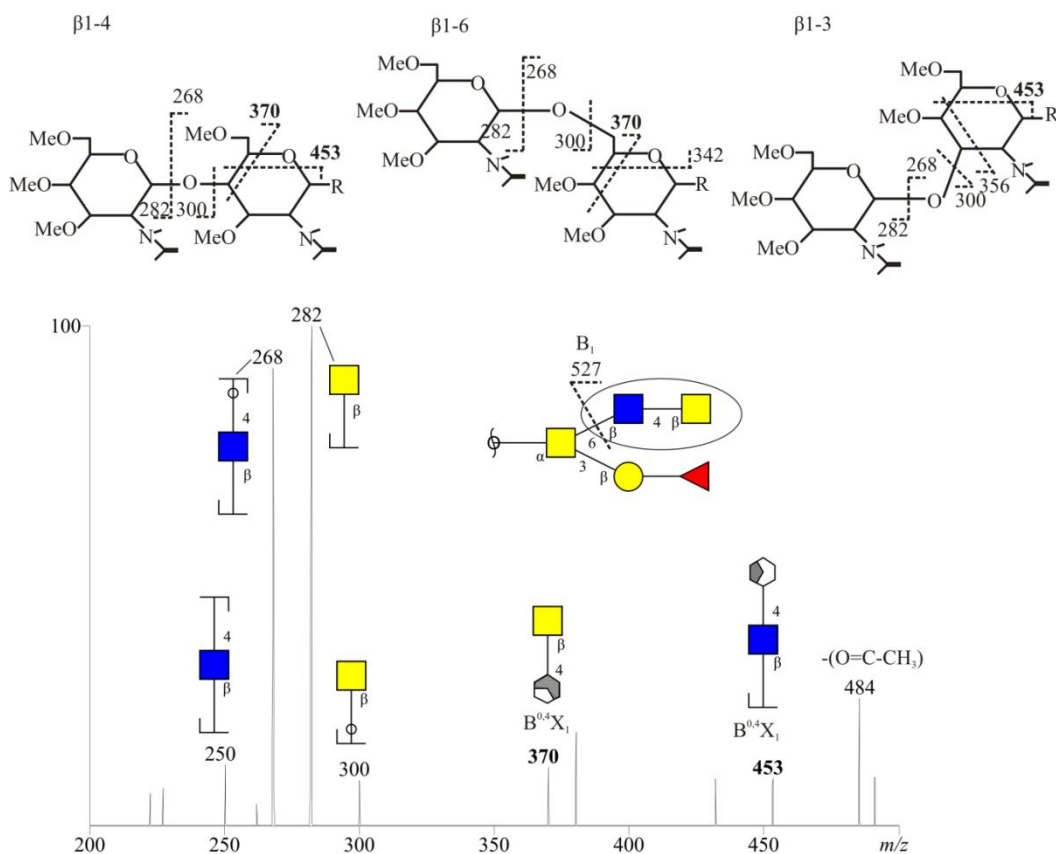 β1-4
β1-6
β1-3
MeO
MeO
MeO
O
282
268
O
300
MeO
O
370
453
R
MeO
N
N
MeO
MeO
MeO
O
282
268
O
300
MeO
O
370
342
R
MeO
N
N
MeO
MeO
O
453
R
N
356
300
268
O
282
MeO
MeO
MeO
O
N
100
282
268
4
β
β
B₁
527
β
4
β
6
α
3
β
4
β
250
β
300
β
4
B⁰,⁴X₁
370
4
β
B⁰,⁴X₁
453
-(O=C-CH₃)
484
200
250
300
350
400
450
m/z